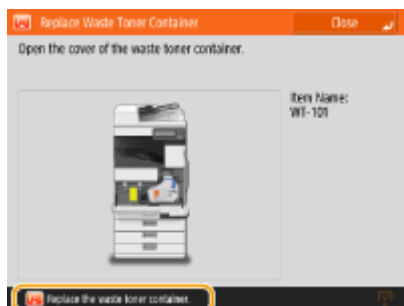 Replace Waste Toner Container
Close
Open the cover of the waste toner container.
Item Name:
WT-101
Replace the waste toner container.